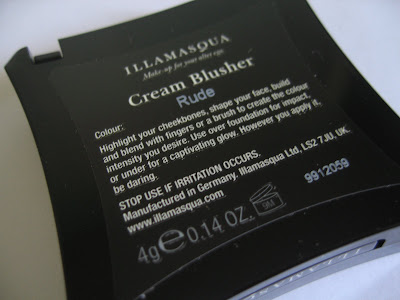 ILLAMASQUA
Make-up for your alter ego.
Cream Blusher
Rude
Colour:
Highlight your cheekbones, shape your face, build
and blend with fingers or a brush to create the colour
intensity you desire. Use over foundation for impact,
or under for a captivating glow. However you apply it,
be daring.
STOP USE IF IRRITATION OCCURS.
Manufactured in Germany. Illamasqua Ltd, LS2 7JU. UK.
www.illamasqua.com
9912059
4g e 0.14 OZ.